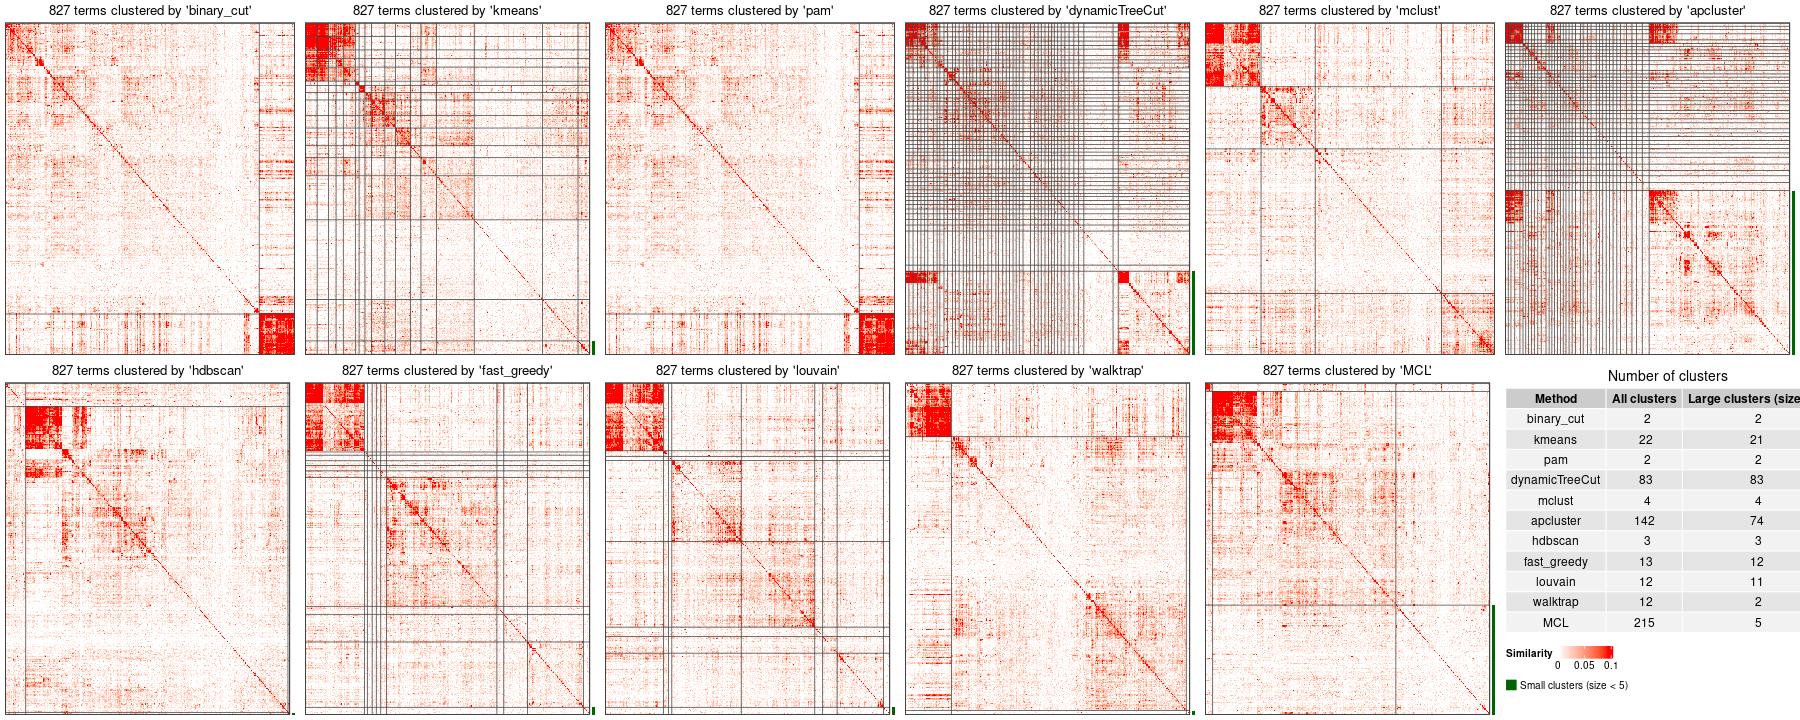 827 terms clustered by 'binary_cut'
827 terms clustered by 'kmeans'
827 terms clustered by 'pam'
827 terms clustered by 'dynamicTreeCut'
827 terms clustered by 'mclust'
827 terms clustered by 'apcluster'
827 terms clustered by 'hdbscan'
827 terms clustered by 'fast_greedy'
827 terms clustered by 'louvain'
827 terms clustered by 'walktrap'
827 terms clustered by 'MCL'
Number of clusters
Method All clusters Large clusters (size
binary_cut 2 2
kmeans 22 21
pam 2 2
dynamicTreeCut 83 83
mclust 4 4
apcluster 142 74
hdbscan 3 3
fast_greedy 13 12
louvain 12 11
walktrap 12 2
MCL 215 5
Similarity
0 0.05 0.1
Small clusters (size < 5)